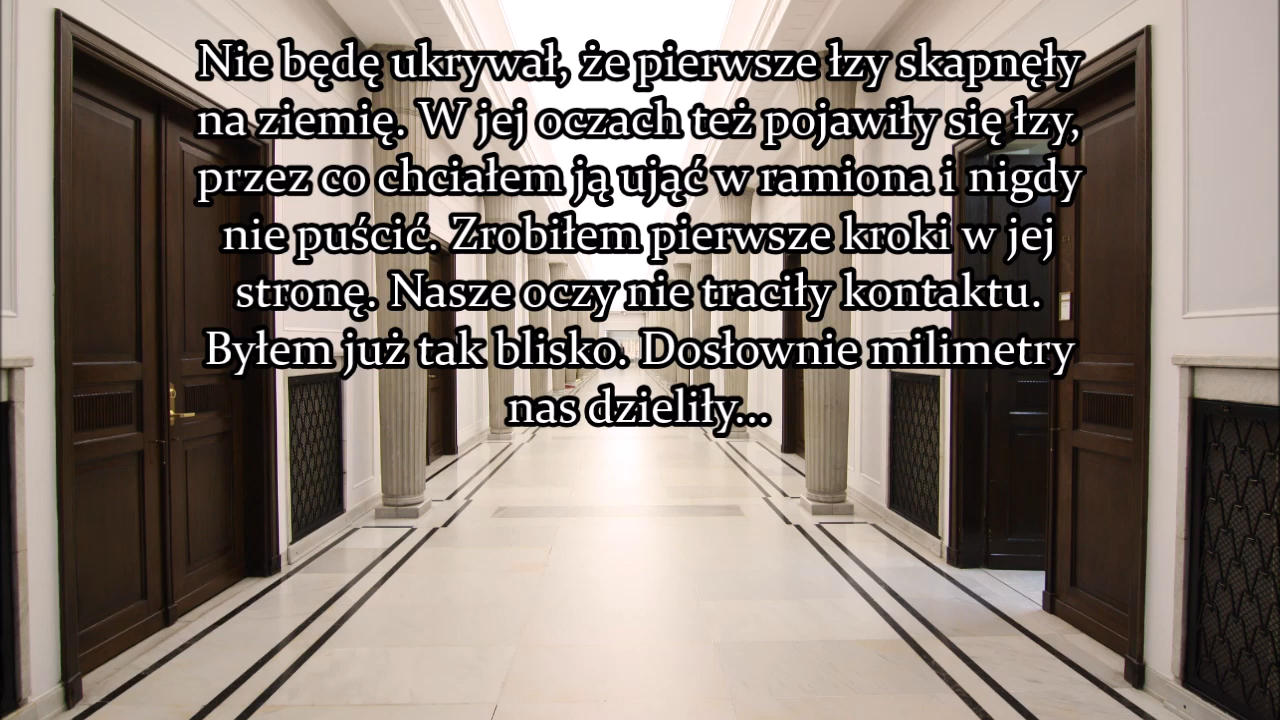 Nie będę ukrywał, że pierwsze łzy skapnęły
na ziemię. W jej oczach też pojawiły się łzy,
przez co chciałem ją ująć w ramiona i nigdy
nie puścić. Zrobiłem pierwsze kroki w jej
stronę. Nasze oczy nie traciły kontaktu.
Byłem już tak blisko. Dosłownie milimetry
nas dzieliły...